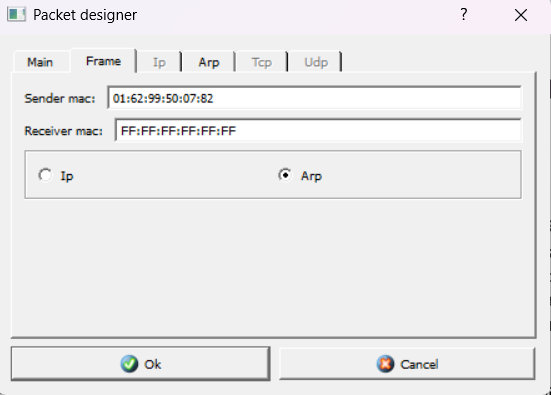 Packet designer ?
Main Frame Ip Arp Tcp Udp
Sender mac: 01:62:99:50:07:82
Receiver mac: FF:FF:FF:FF:FF:FF
Ip Arp
Ok Cancel